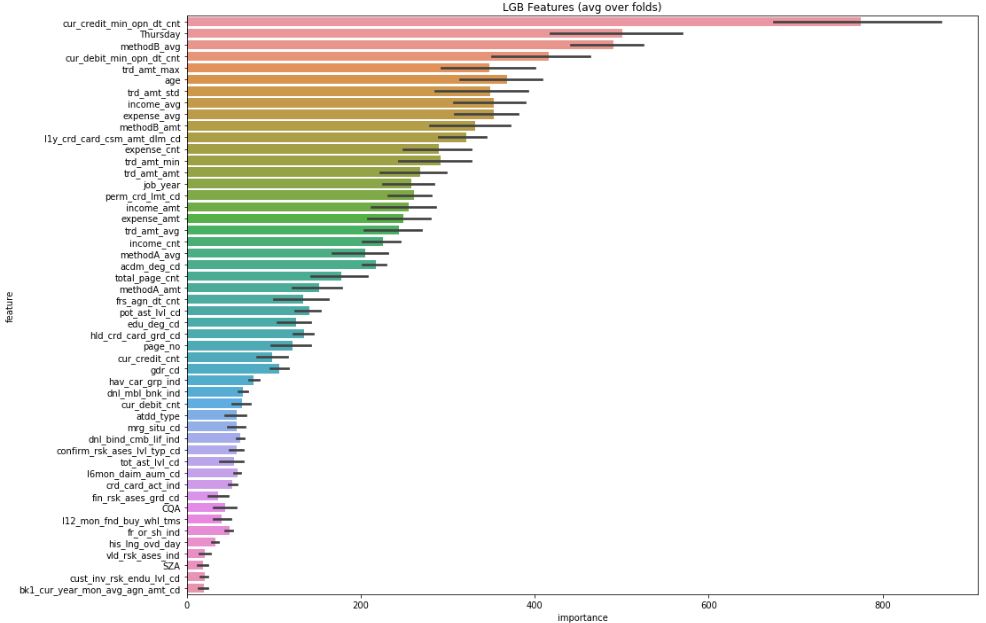 LGB Features (avg over folds)
cur_credit_min_opn_dt_cnt
Thursday
methodB_avg
cur_debit_min_opn_dt_cnt
trd_amt_max
age
trd_amt_std
income_avg
expense_avg
methodB_amt
l1y_crd_card_csm_amt_dlm_cd
expense_cnt
trd_amt_min
trd_amt_amt
job_year
perm_crd_lmt_cd
income_amt
expense_amt
trd_amt_avg
income_cnt
methodA_avg
acdm_deg_cd
total_page_cnt
methodA_amt
frs_agn_dt_cnt
pot_ast_lvl_cd
edu_deg_cd
hld_crd_card_grd_cd
page_no
cur_credit_cnt
gdr_cd
hav_car_grp_ind
dnl_mbl_bnk_ind
cur_debit_cnt
atdd_type
mrg_situ_cd
dnl_bind_cmb_lif_ind
confirm_rsk_ases_lvl_typ_cd
tot_ast_lvl_cd
l6mon_daim_aum_cd
crd_card_act_ind
fin_rsk_ases_grd_cd
CQA
l12_mon_fnd_buy_whl_tms
fr_or_sh_ind
his_lng_ovd_day
vld_rsk_ases_ind
SZA
cust_inv_rsk_endu_lvl_cd
bk1_cur_year_mon_avg_agn_amt_cd
feature
0 200 400 600 800
importance